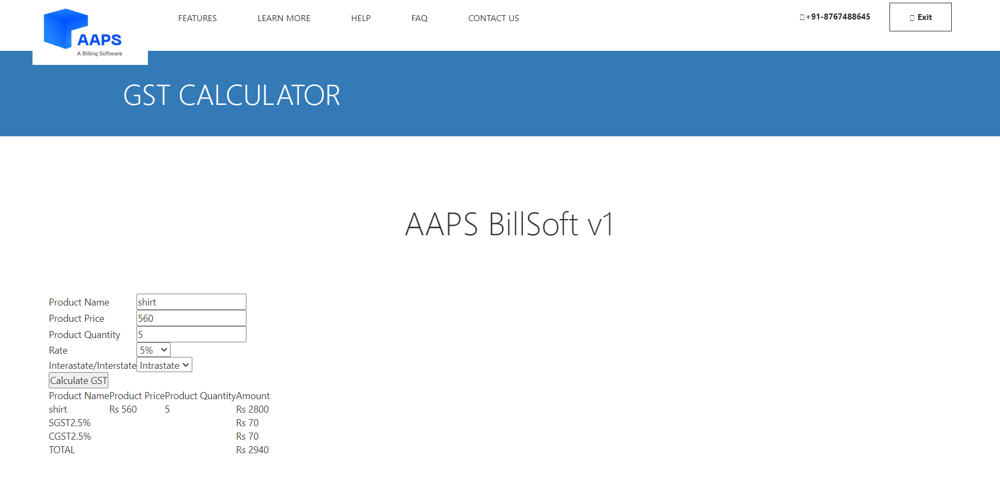 AAPS
A Billing Software
FEATURES LEARN MORE HELP FAQ CONTACT US +91-8767488645 Exit
GST CALCULATOR
AAPS BillSoft v1
Product Name shirt
Product Price 560
Product Quantity 5
Rate 5%
Interastate/Interstate Intrastate
Calculate GST
Product Name Product Price Product Quantity Amount
shirt Rs 560 5 Rs 2800
SGST2.5% Rs 70
CGST2.5% Rs 70
TOTAL Rs 2940